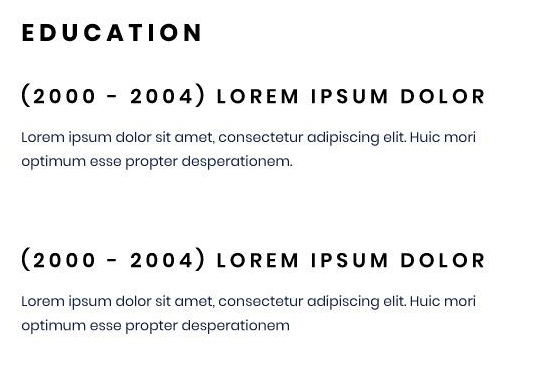 EDUCATION
(2000 - 2004) LOREM IPSUM DOLOR
Lorem ipsum dolor sit amet, consectetur adipiscing elit. Huic mori
optimum esse propter desperationem.
(2000 - 2004) LOREM IPSUM DOLOR
Lorem ipsum dolor sit amet, consectetur adipiscing elit. Huic mori
optimum esse propter desperationem